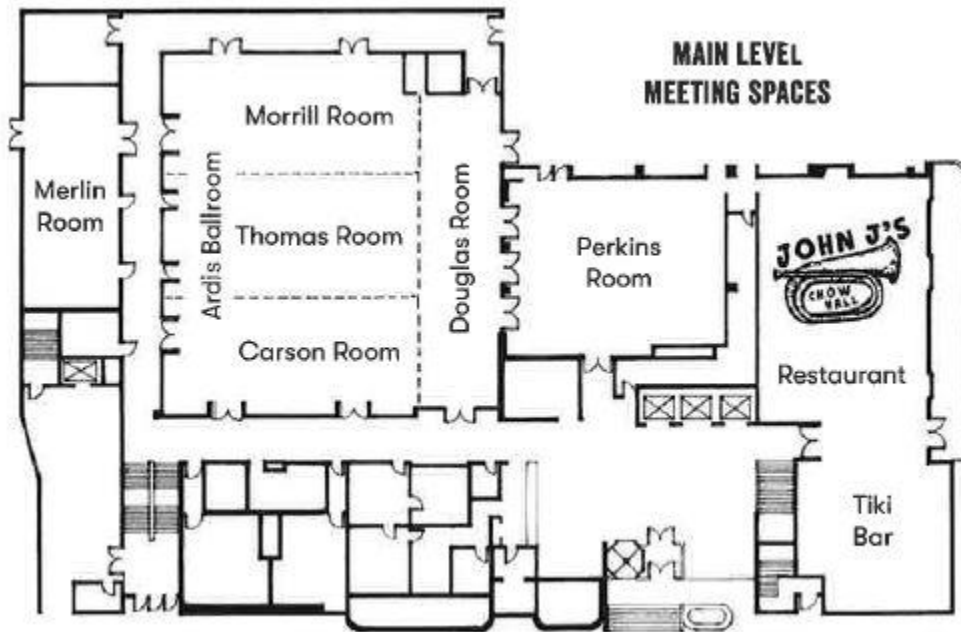 MAIN LEVEL
MEETING SPACES
Morrill Room
Merlin
Room
Ardis Ballroom
Thomas Room
Douglas Room
Perkins
Room
JOHN J'S
CHOW
HALL
Carson Room
Restaurant
Tiki
Bar